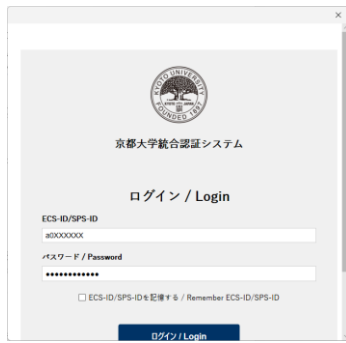 KYOTO UNIVERSITY
FOUNDED 1897
京都大学統合認証システム
ログイン / Login
ECS-ID/SPS-ID
a0XXXXXX
パスワード / Password
ECS-ID/SPS-IDを記憶する / Remember ECS-ID/SPS-ID
ログイン / Login